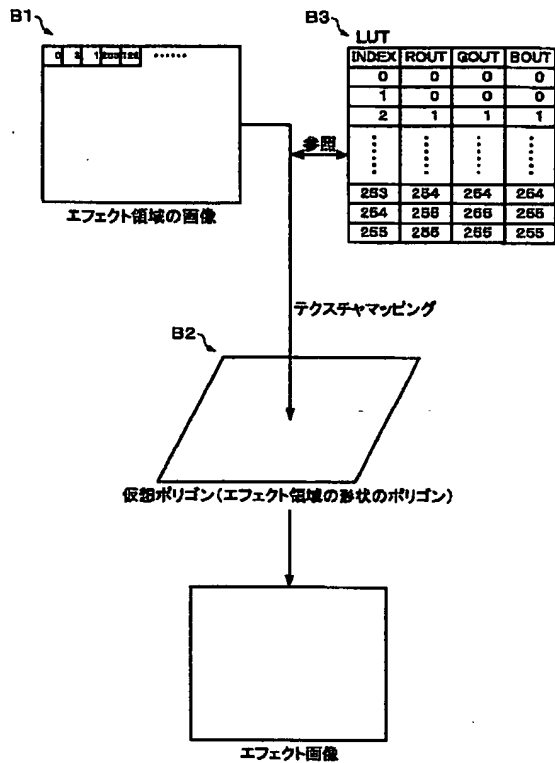 B1
0 1 ……
エフェクト領域の画像
B3
LUT
INDEX ROUT GOUT BOUT
0 0 0 0
1 0 0 0
2 1 1 1
253 254 254 254
254 255 255 255
255 255 255 255
参照
テクスチャマッピング
B2
仮想ポリゴン(エフェクト領域の形状のポリゴン)
エフェクト画像